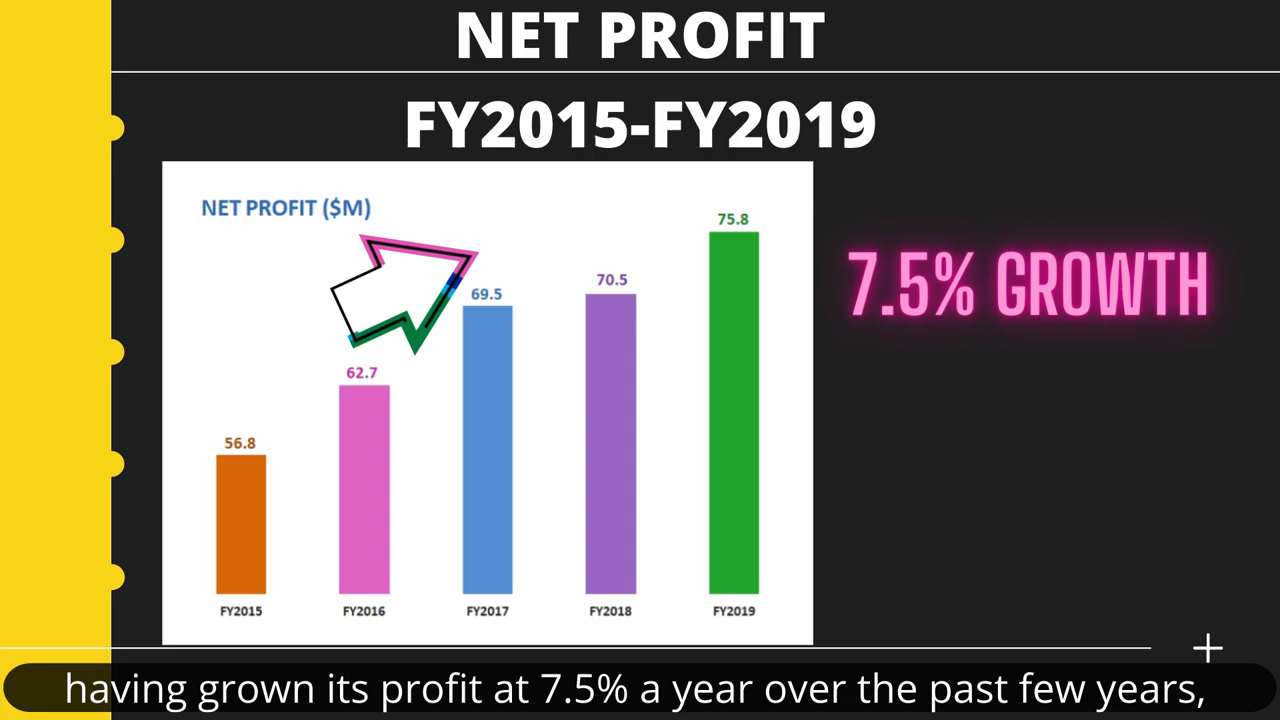 NET PROFIT
FY2015-FY2019
NET PROFIT ($M)
75.8
7.5% GROWTH
69.5
70.5
62.7
56.8
FY2015 FY2016 FY2017 FY2018 FY2019
having grown its profit at 7.5% a year over the past few years,